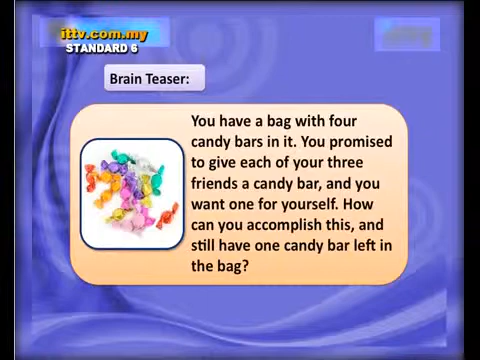 ittv.com.my
STANDARD 6
Brain Teaser:
You have a bag with four
candy bars in it. You promised
to give each of your three
friends a candy bar, and you
want one for yourself. How
can you accomplish this, and
still have one candy bar left in
the bag?